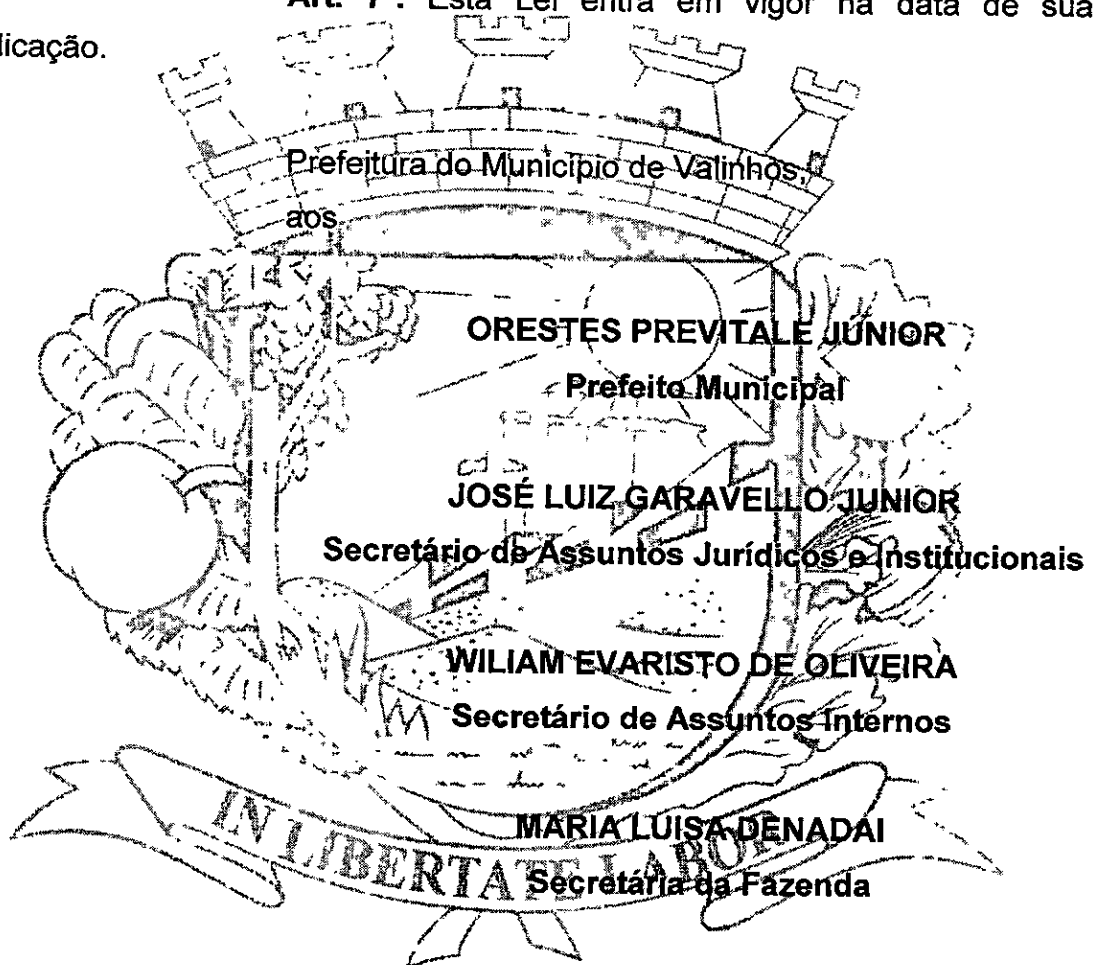 Art. 7º. Esta Lei entra em vigor na data de sua
licação.
Prefeitura do Município de Valinhos,
aos
ORESTES PREVITALE JUNIOR
Prefeito Municipal
JOSÉ LUIZ GARAVELLO JUNIOR
Secretário de Assuntos Jurídicos e Institucionais
WILIAM EVARISTO DE OLIVEIRA
Secretário de Assuntos Internos
MARIA LUISA DENADAI
Secretária da Fazenda
IN LIBERTATE LABOR